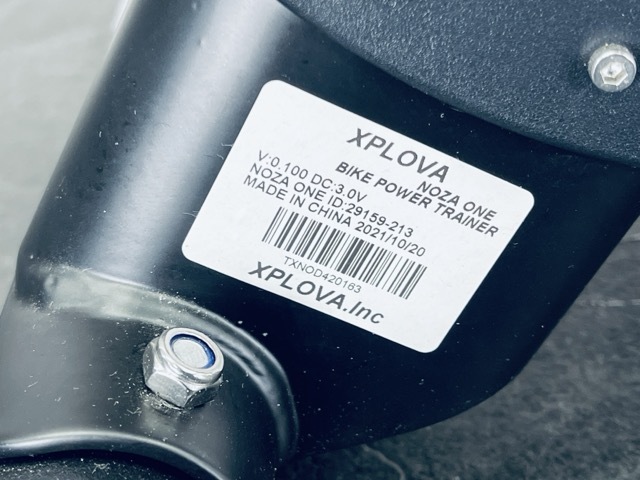 XPLOVA
NOZA ONE
BIKE POWER TRAINER
V:0.100 DC:3.0V
NOZA ONE ID:29159-213
MADE IN CHINA 2021/10/20
TXNOD420163
XPLOVA.Inc